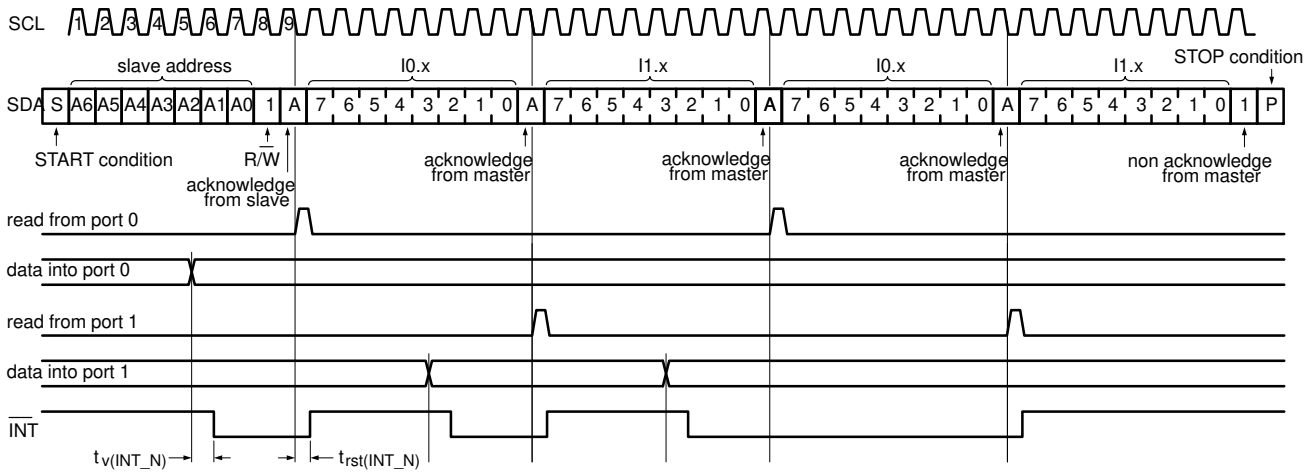 SCL 1 2 3 4 5 6 7 8 9
slave address I0.x I1.x I0.x I1.x STOP condition
SDA S A6 A5 A4 A3 A2 A1 A0 1 A 7 6 5 4 3 2 1 0 A 7 6 5 4 3 2 1 0 A 7 6 5 4 3 2 1 0 A 7 6 5 4 3 2 1 0 1 P
START condition R/W acknowledge acknowledge acknowledge non acknowledge
from master from master from master from master
acknowledge
from slave
read from port 0
data into port 0
read from port 1
data into port 1
INT
tv(INT_N) trst(INT_N)